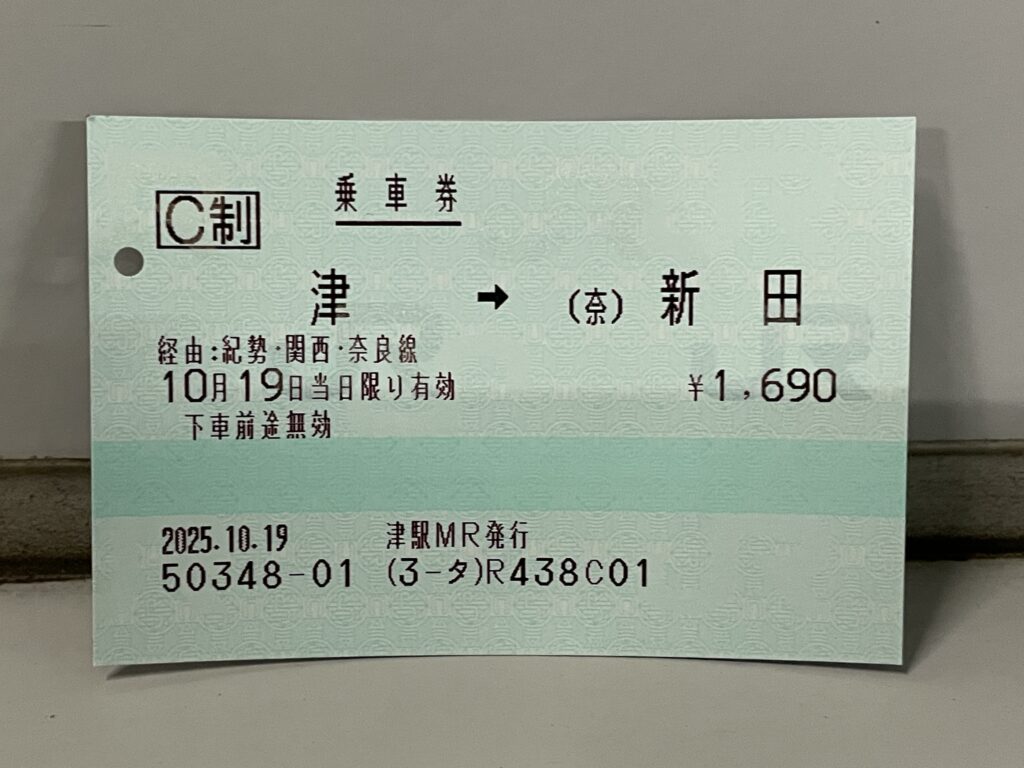 C制 乗車券
津 ➡ (奈) 新田
経由:紀勢・関西・奈良線
10月19日当日限り有効 ¥1,690
下車前途無効
2025.10.19 津駅MR発行
50348-01 (3-タ)R438C01